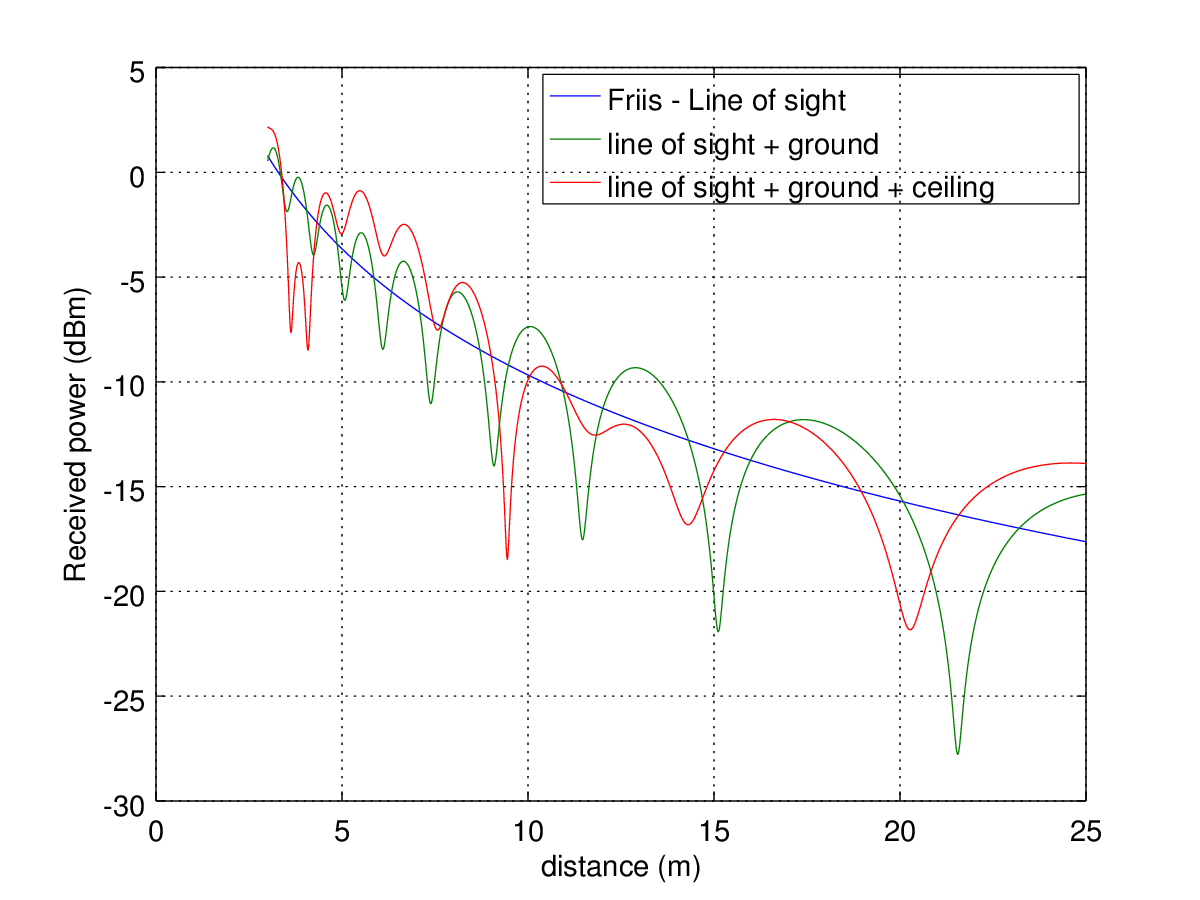 5
0
-5
-10
-15
-20
-25
-30
0 5 10 15 20 25
Received power (dBm)
distance (m)
Friis - Line of sight
line of sight + ground
line of sight + ground + ceiling